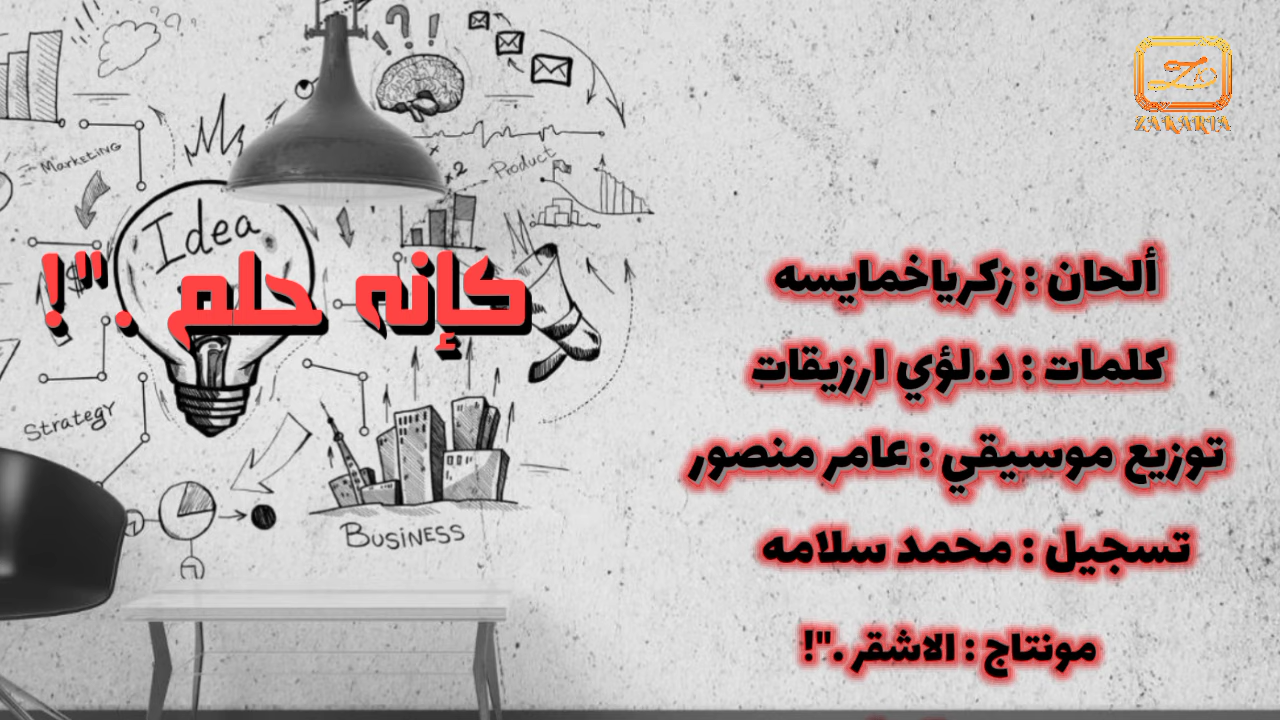 ZAKARIA
Marketing
Idea
x2
Product
كإنه حلم ."!
Strategy
BUSINESS
ألحان : زكرياخمايسه
كلمات : د.لؤي ارزيقات
توزيع موسيقي : عامر منصور
تسجيل : محمد سلامه
مونتاج : الاشقر ."!